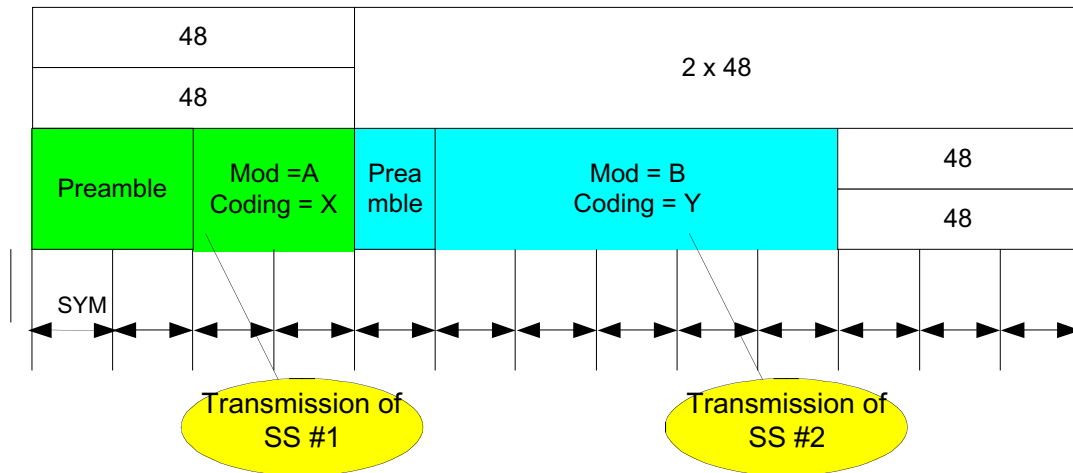 48
2 x 48
48
Preamble
Mod =A
Coding = X
Prea
mble
Mod = B
Coding = Y
48
48
SYM
Transmission of
SS #1
Transmission of
SS #2